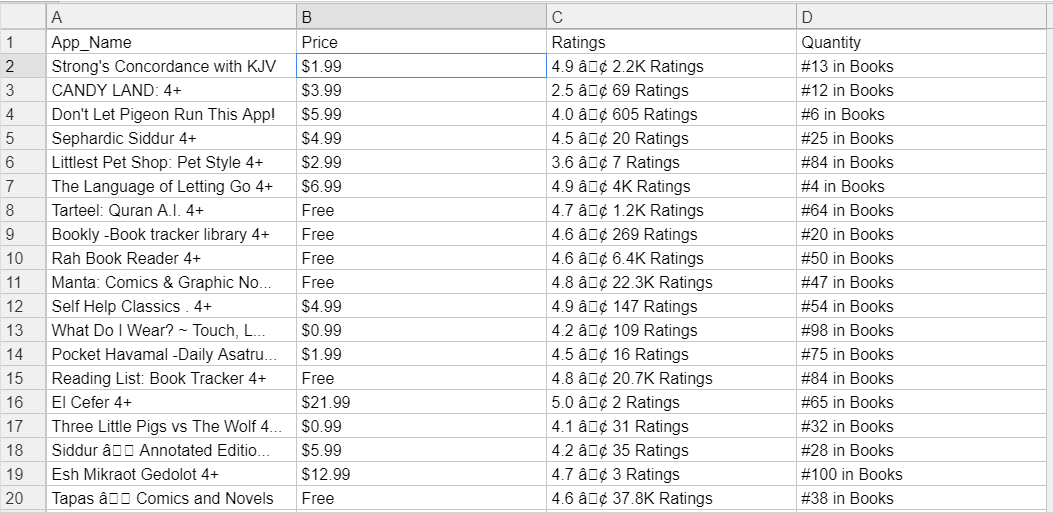 A B C D
1 App_Name Price Ratings Quantity
2 Strong's Concordance with KJV $1.99 4.9 â□¢ 2.2K Ratings #13 in Books
3 CANDY LAND: 4+ $3.99 2.5 â□¢ 69 Ratings #12 in Books
4 Don't Let Pigeon Run This App! $5.99 4.0 â□¢ 605 Ratings #6 in Books
5 Sephardic Siddur 4+ $4.99 4.5 â□¢ 20 Ratings #25 in Books
6 Littlest Pet Shop: Pet Style 4+ $2.99 3.6 â□¢ 7 Ratings #84 in Books
7 The Language of Letting Go 4+ $6.99 4.9 â□¢ 4K Ratings #4 in Books
8 Tarteel: Quran A.I. 4+ Free 4.7 â□¢ 1.2K Ratings #64 in Books
9 Bookly -Book tracker library 4+ Free 4.6 â□¢ 269 Ratings #20 in Books
10 Rah Book Reader 4+ Free 4.6 â□¢ 6.4K Ratings #50 in Books
11 Manta: Comics & Graphic No... Free 4.8 â□¢ 22.3K Ratings #47 in Books
12 Self Help Classics . 4+ $4.99 4.9 â□¢ 147 Ratings #54 in Books
13 What Do I Wear? ~ Touch, L... $0.99 4.2 â□¢ 109 Ratings #98 in Books
14 Pocket Havamal -Daily Asatru... $1.99 4.5 â□¢ 16 Ratings #75 in Books
15 Reading List: Book Tracker 4+ Free 4.8 â□¢ 20.7K Ratings #84 in Books
16 El Cefer 4+ $21.99 5.0 â□¢ 2 Ratings #65 in Books
17 Three Little Pigs vs The Wolf 4... $0.99 4.1 â□¢ 31 Ratings #32 in Books
18 Siddur â□□ Annotated Editio... $5.99 4.2 â□¢ 35 Ratings #28 in Books
19 Esh Mikraot Gedolot 4+ $12.99 4.7 â□¢ 3 Ratings #100 in Books
20 Tapas â□□ Comics and Novels Free 4.6 â□¢ 37.8K Ratings #38 in Books